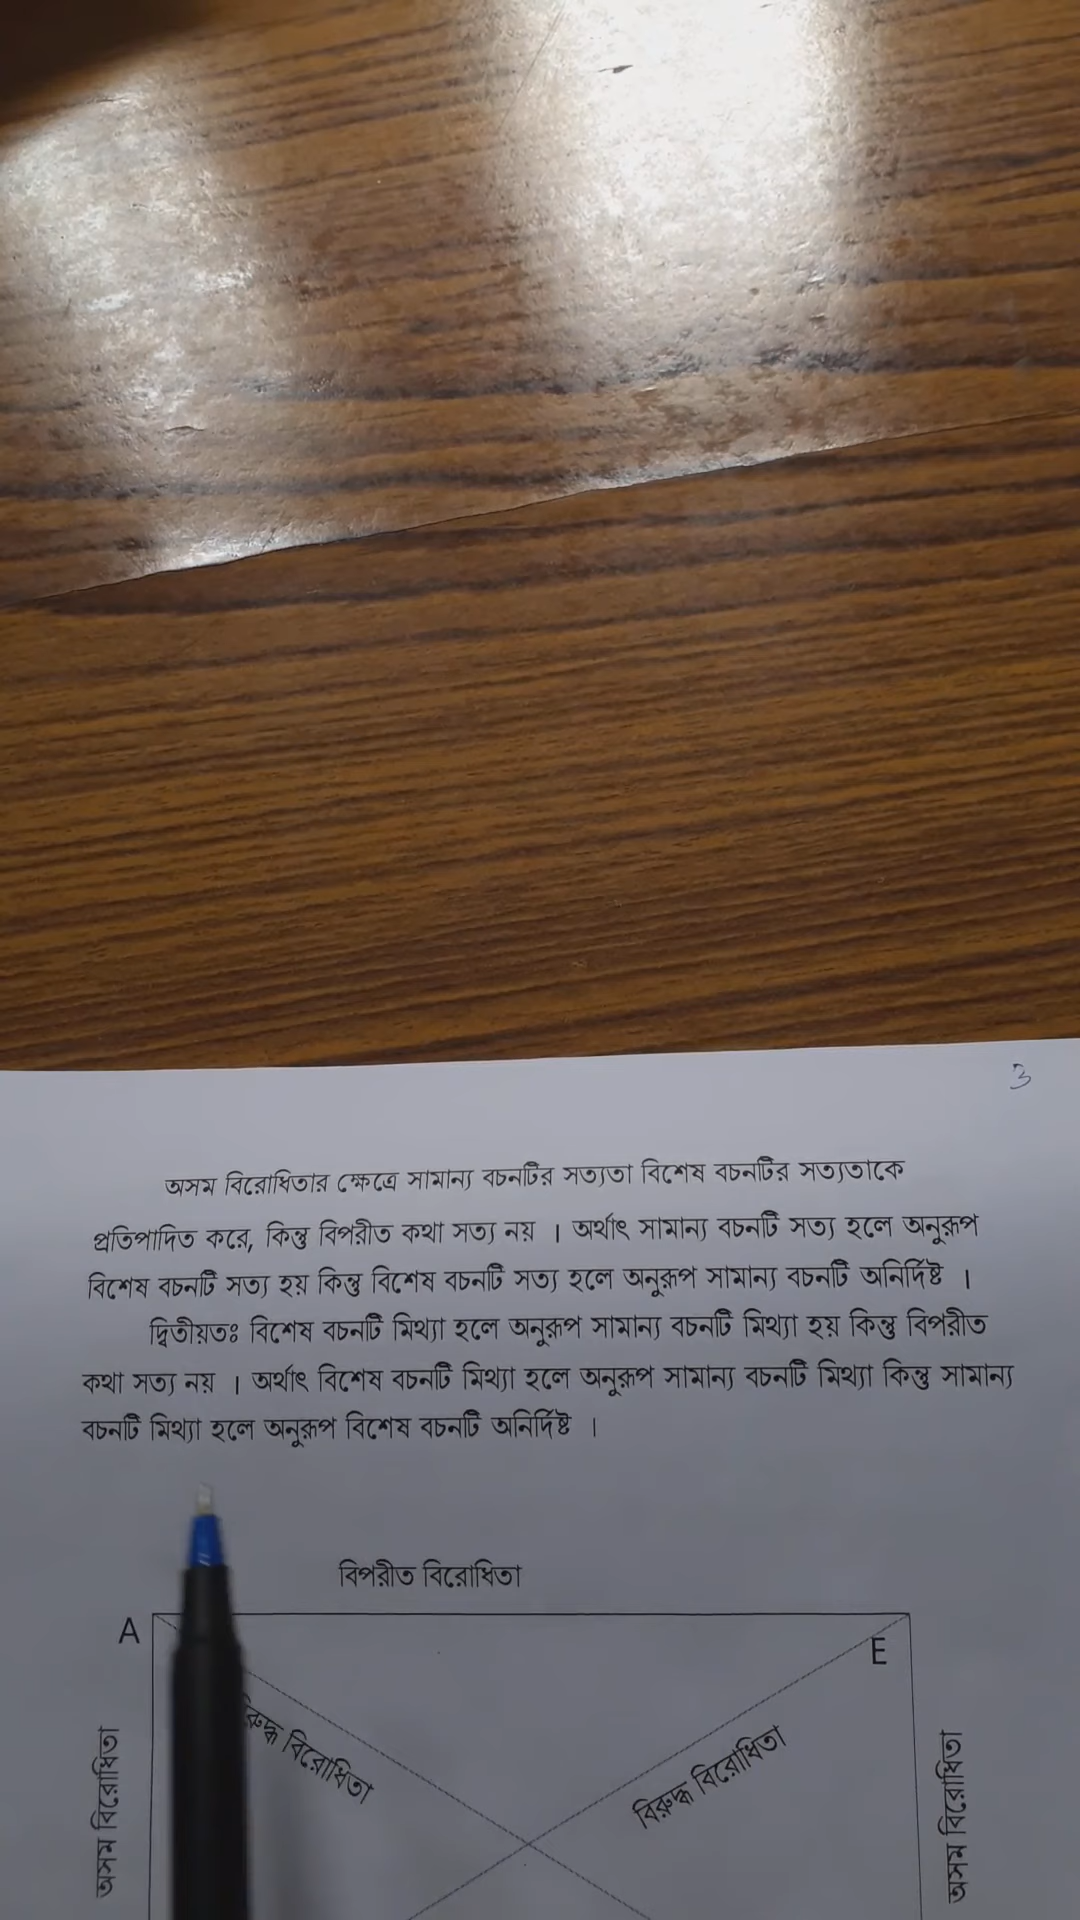 3
অসম বিরোধিতার ক্ষেত্রে সামান্য বচনটির সত্যতা বিশেষ বচনটির সত্যতাকে
প্রতিপাদিত করে, কিন্তু বিপরীত কথা সত্য নয় । অর্থাৎ সামান্য বচনটি সত্য হলে অনুরূপ
বিশেষ বচনটি সত্য হয় কিন্তু বিশেষ বচনটি সত্য হলে অনুরূপ সামান্য বচনটি অনির্দিষ্ট ।
দ্বিতীয়তঃ বিশেষ বচনটি মিথ্যা হলে অনুরূপ সামান্য বচনটি মিথ্যা হয় কিন্তু বিপরীত
কথা সত্য নয় । অর্থাৎ বিশেষ বচনটি মিথ্যা হলে অনুরূপ সামান্য বচনটি মিথ্যা কিন্তু সামান্য
বচনটি মিথ্যা হলে অনুরূপ বিশেষ বচনটি অনির্দিষ্ট ।
বিপরীত বিরোধিতা
A
E
বিরোধিতা
বিরুদ্ধ বিরোধিতা
অসম বিরোধিতা
অসম বিরোধিতা